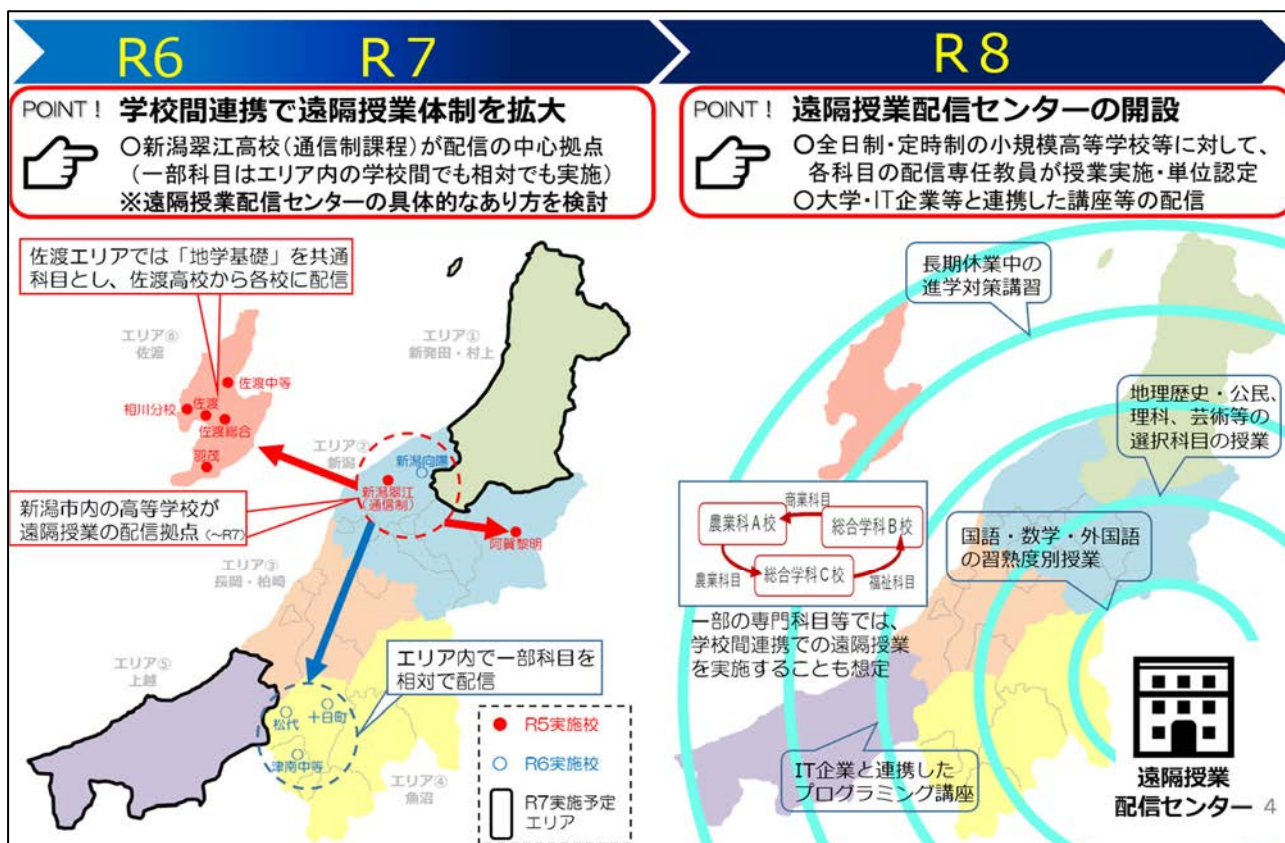 R6
R7
R8
POINT！ 学校間連携で遠隔授業体制を拡大
○新潟翠江高校（通信制課程）が配信の中心拠点
（一部科目はエリア内の学校間でも相対でも実施）
※遠隔授業配信センターの具体的なあり方を検討
POINT！ 遠隔授業配信センターの開設
○全日制・定時制の小規模高等学校等に対して、
各科目の配信専任教員が授業実施・単位認定
○大学・IT企業等と連携した講座等の配信
佐渡エリアでは「地学基礎」を共通
科目とし、佐渡高校から各校に配信
エリア⑥
佐渡
エリア①
新発田・村上
佐渡中等
相川分校
佐渡
佐渡総合
羽茂
エリア②
新潟
新潟向陽
新潟翠江
（通信制）
新潟市内の高等学校が
遠隔授業の配信拠点（～R7）
阿賀黎明
エリア③
長岡・柏崎
エリア⑤
上越
エリア内で一部科目を
相対で配信
松代
十日町
津南中等
エリア④
魚沼
R5実施校
R6実施校
R7実施予定
エリア
長期休業中の
進学対策講習
地理歴史・公民、
理科、芸術等の
選択科目の授業
国語・数学・外国語
の習熟度別授業
商業科目
農業科A校
総合学科B校
農業科目
総合学科C校
福祉科目
一部の専門科目等では、
学校間連携での遠隔授業
を実施することも想定
IT企業と連携した
プログラミング講座
遠隔授業
配信センター
4